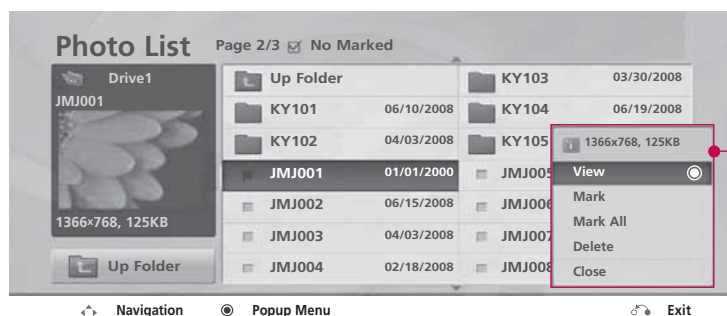 Photo List Page 2/3 No Marked
Drive1
JMJ001
1366×768, 125KB
Up Folder
Up Folder
KY101 06/10/2008
KY102 04/03/2008
JMJ001 01/01/2000
JMJ002 06/15/2008
JMJ003 04/03/2008
JMJ004 02/18/2008
KY103 03/30/2008
KY104 06/19/2008
KY105
JMJ005
JMJ006
JMJ007
JMJ008
1366x768, 125KB
View
Mark
Mark All
Delete
Close
Navigation Popup Menu Exit